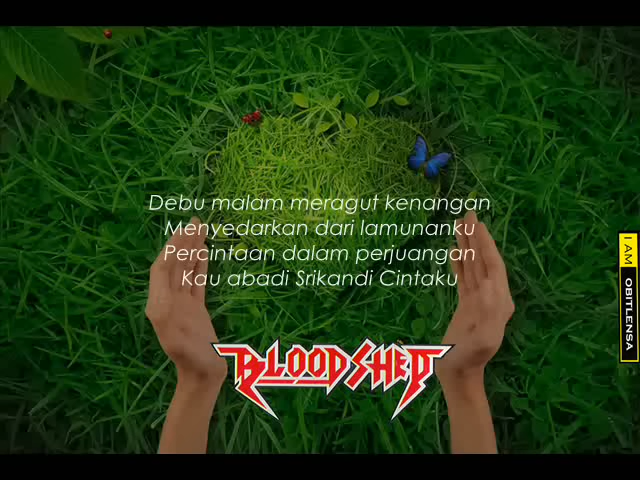 Debu malam meragut kenangan
Menyedarkan dari lamunanku
Percintaan dalam perjuangan
Kau abadi Srikandi Cintaku
BLOODSHED
I AM OBITLENSA